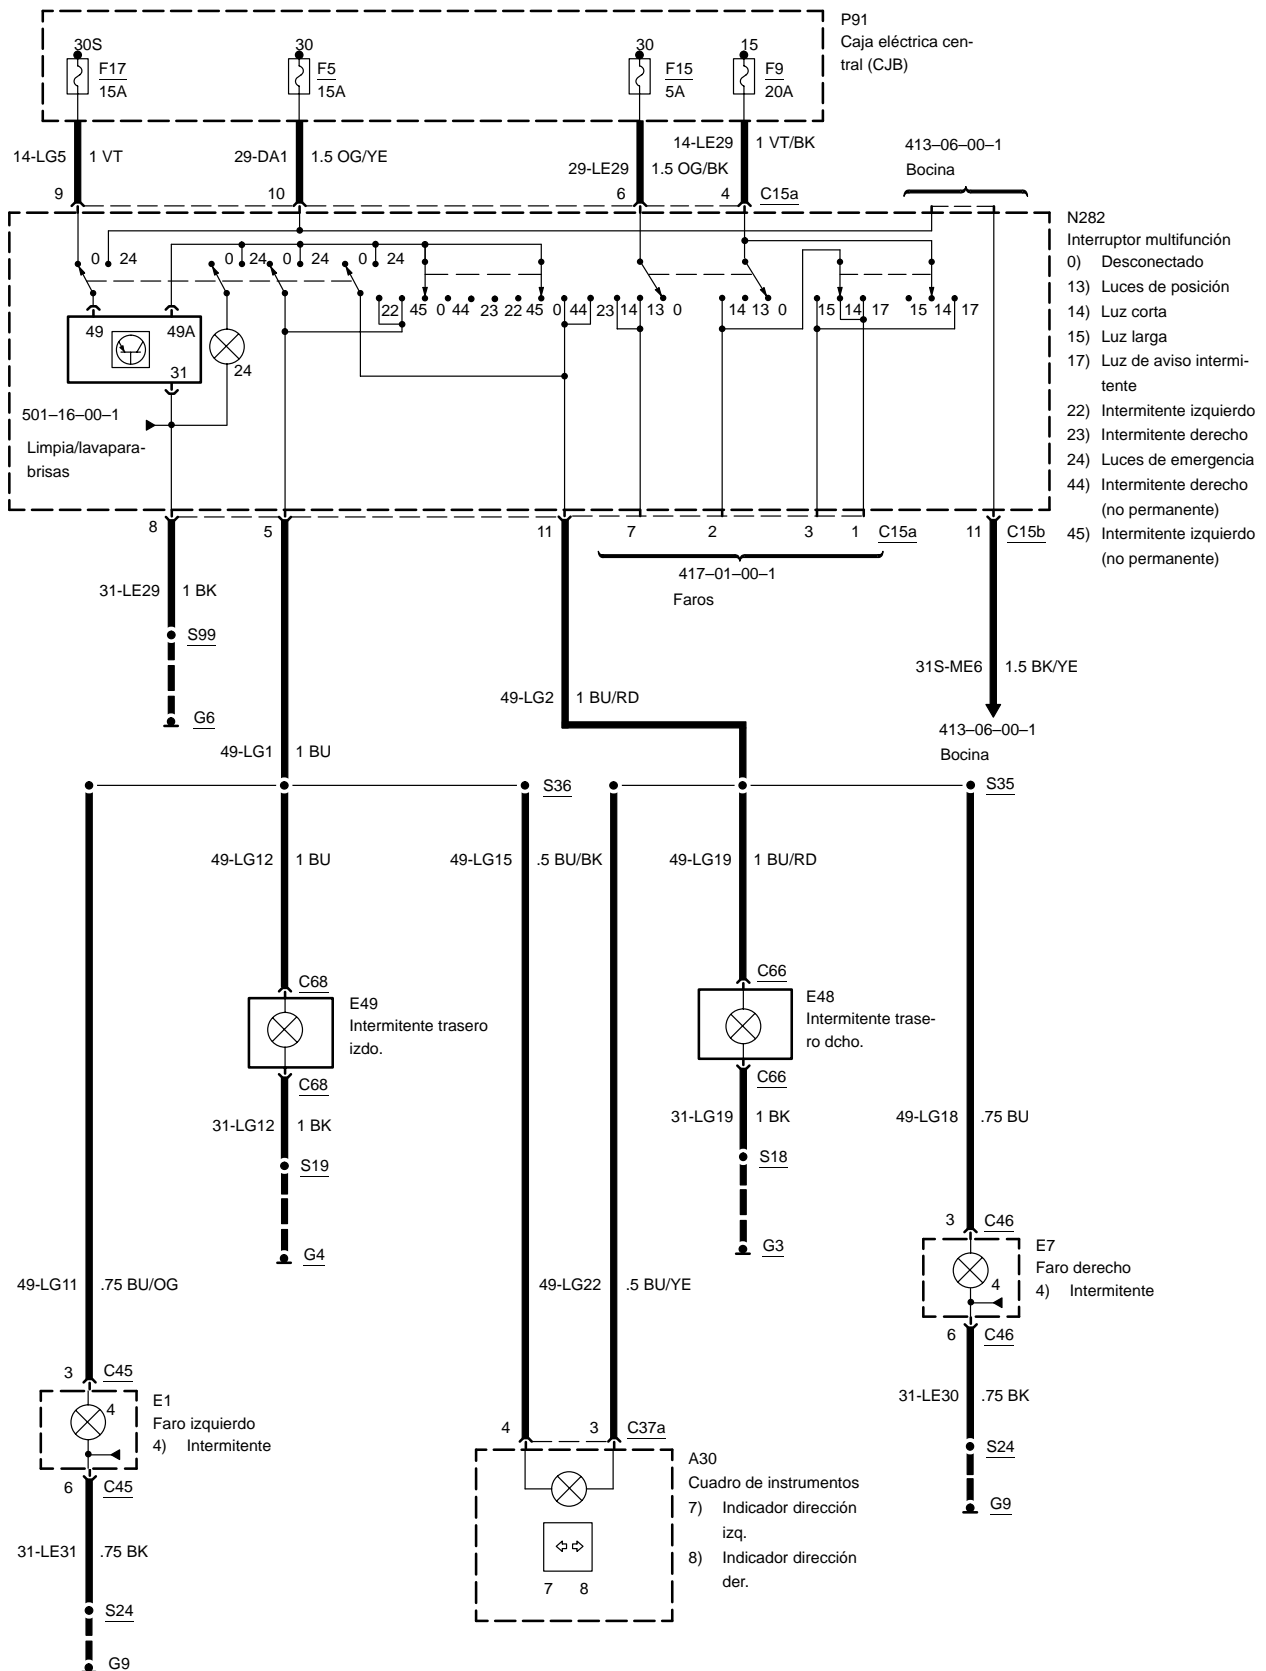 P91
Caja eléctrica cen-
tral (CJB)
30S
30
30
15
F17
15A
F5
15A
F15
5A
F9
20A
14-LG5
1 VT
29-DA1
1.5 OG/YE
29-LE29
1.5 OG/BK
14-LE29
1 VT/BK
413–06–00–1
Bocina
9
10
6
4
C15a
N282
Interruptor multifunción
0) Desconectado
13) Luces de posición
14) Luz corta
15) Luz larga
17) Luz de aviso intermi-
tente
22) Intermitente izquierdo
23) Intermitente derecho
24) Luces de emergencia
44) Intermitente derecho
(no permanente)
45) Intermitente izquierdo
(no permanente)
0 24
0 24
0 24
0 24
22 45 0 44 23 22 45 0 44 23 14 13 0
14 13 0
15 14 17
15 14 17
49
49A
31
24
501–16–00–1
Limpia/lavapara-
brisas
8
5
11
7
2
3
1
C15a
11
C15b
417–01–00–1
Faros
31-LE29
1 BK
S99
G6
49-LG2
1 BU/RD
31S-ME6
1.5 BK/YE
413–06–00–1
Bocina
49-LG1
1 BU
S36
S35
49-LG12
1 BU
49-LG15
.5 BU/BK
49-LG19
1 BU/RD
C68
E49
Intermitente trasero
izdo.
C68
C66
E48
Intermitente trase-
ro dcho.
C66
31-LG12
1 BK
S19
G4
31-LG19
1 BK
S18
G3
49-LG18
.75 BU
3
C46
E7
Faro derecho
4) Intermitente
4
6
C46
49-LG11
.75 BU/OG
49-LG22
.5 BU/YE
3
C45
E1
Faro izquierdo
4) Intermitente
4
6
C45
31-LE30
.75 BK
S24
G9
4
3
C37a
A30
Cuadro de instrumentos
7) Indicador dirección
izq.
8) Indicador dirección
der.
7 8
31-LE31
.75 BK
S24
G9